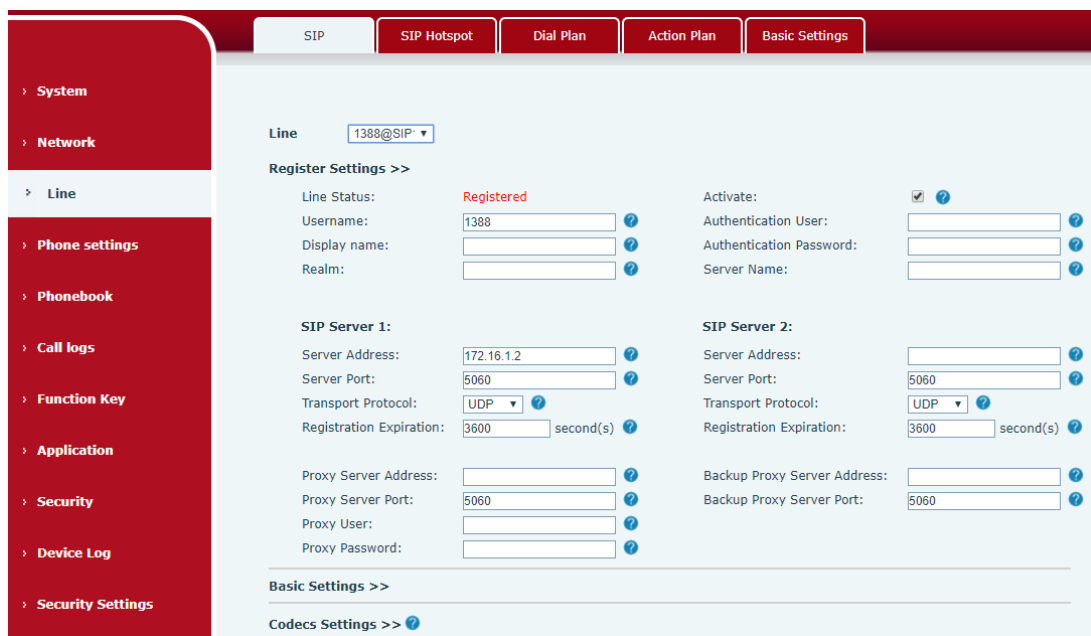 SIP
SIP Hotspot
Dial Plan
Action Plan
Basic Settings
› System
› Network
› Line
› Phone settings
› Phonebook
› Call logs
› Function Key
› Application
› Security
› Device Log
› Security Settings
Line 1388@SIP
Register Settings >>
Line Status: Registered Activate:
Username: 1388 Authentication User:
Display name: Authentication Password:
Realm: Server Name:
SIP Server 1: SIP Server 2:
Server Address: 172.16.1.2 Server Address:
Server Port: 5060 Server Port: 5060
Transport Protocol: UDP Transport Protocol: UDP
Registration Expiration: 3600 second(s) Registration Expiration: 3600 second(s)
Proxy Server Address: Backup Proxy Server Address:
Proxy Server Port: 5060 Backup Proxy Server Port: 5060
Proxy User:
Proxy Password:
Basic Settings >>
Codecs Settings >>